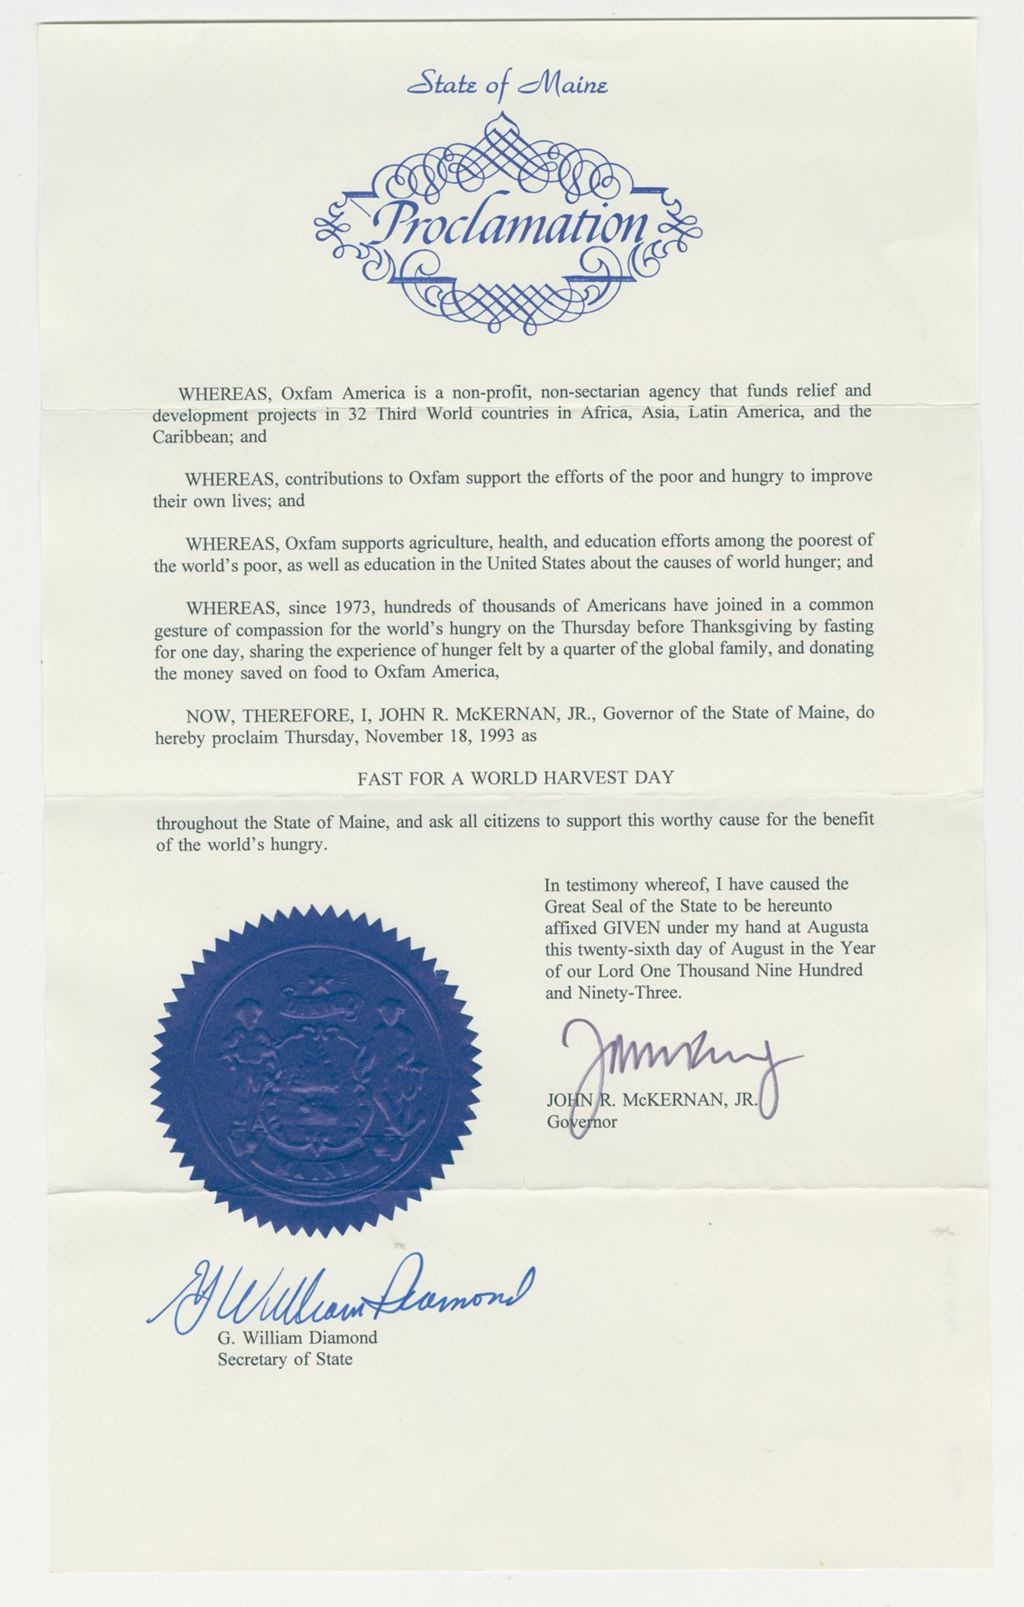 State of Maine
Proclamation
WHEREAS, Oxfam America is a non-profit, non-sectarian agency that funds relief and
development projects in 32 Third World countries in Africa, Asia, Latin America, and the
Caribbean; and
WHEREAS, contributions to Oxfam support the efforts of the poor and hungry to improve
their own lives; and
WHEREAS, Oxfam supports agriculture, health, and education efforts among the poorest of
the world's poor, as well as education in the United States about the causes of world hunger; and
WHEREAS, since 1973, hundreds of thousands of Americans have joined in a common
gesture of compassion for the world's hungry on the Thursday before Thanksgiving by fasting
for one day, sharing the experience of hunger felt by a quarter of the global family, and donating
the money saved on food to Oxfam America,
NOW, THEREFORE, I, JOHN R. McKERNAN, JR., Governor of the State of Maine, do
hereby proclaim Thursday, November 18, 1993 as
FAST FOR A WORLD HARVEST DAY
throughout the State of Maine, and ask all citizens to support this worthy cause for the benefit
of the world's hungry.
In testimony whereof, I have caused the
Great Seal of the State to be hereunto
affixed GIVEN under my hand at Augusta
this twenty-sixth day of August in the Year
of our Lord One Thousand Nine Hundred
and Ninety-Three.
JOHN R. McKERNAN, JR.
Governor
MAINE
G William Diamond
G. William Diamond
Secretary of State